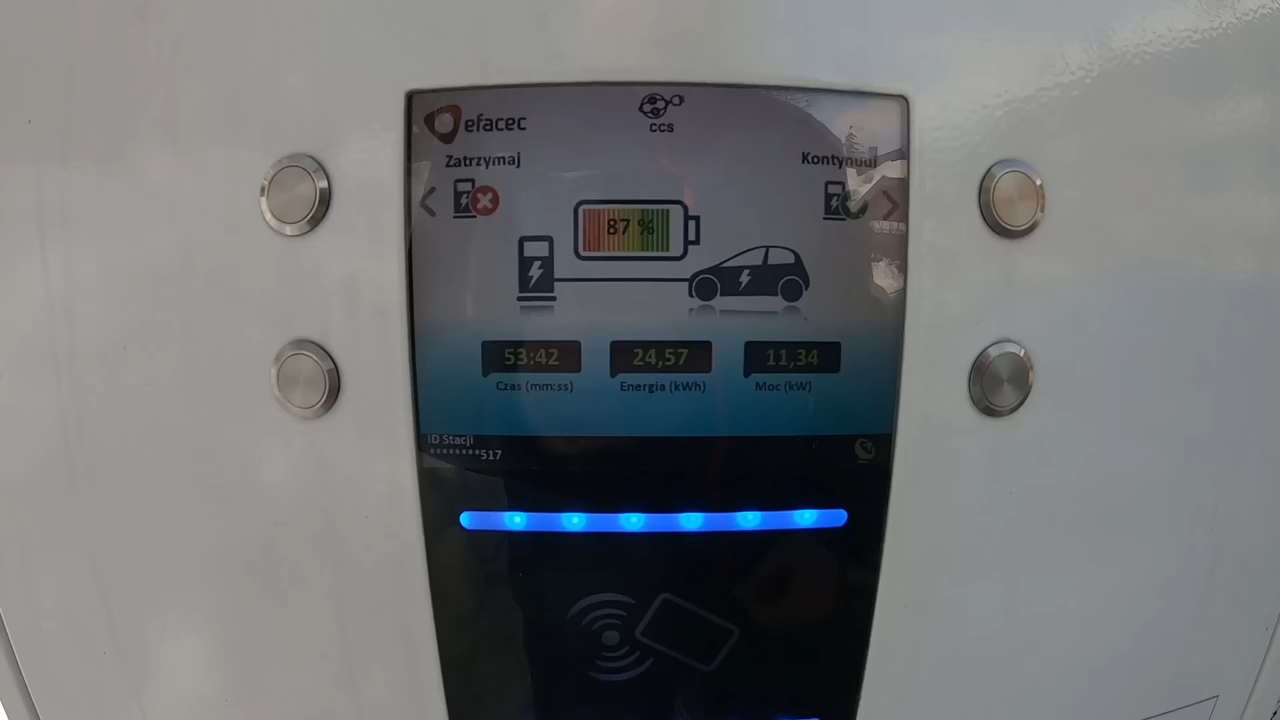 efacec
CCS
Zatrzymaj
Kontynuuj
87 %
53:42
24,57
11,34
Czas (mm:ss)
Energia (kWh)
Moc (kW)
ID Stacji
********517